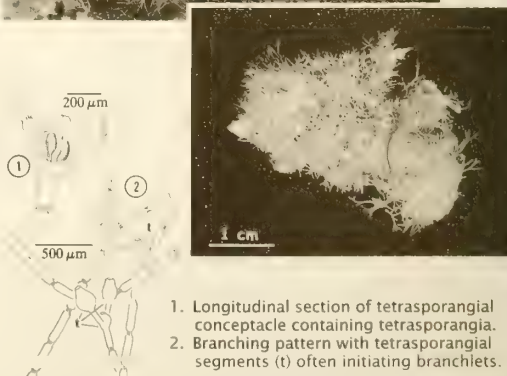 200 μm
1
2
t
1 cm
500 μm
t
1. Longitudinal section of tetrasporangial
conceptacle containing tetrasporangia.
2. Branching pattern with tetrasporangial
segments (t) often initiating branchlets.